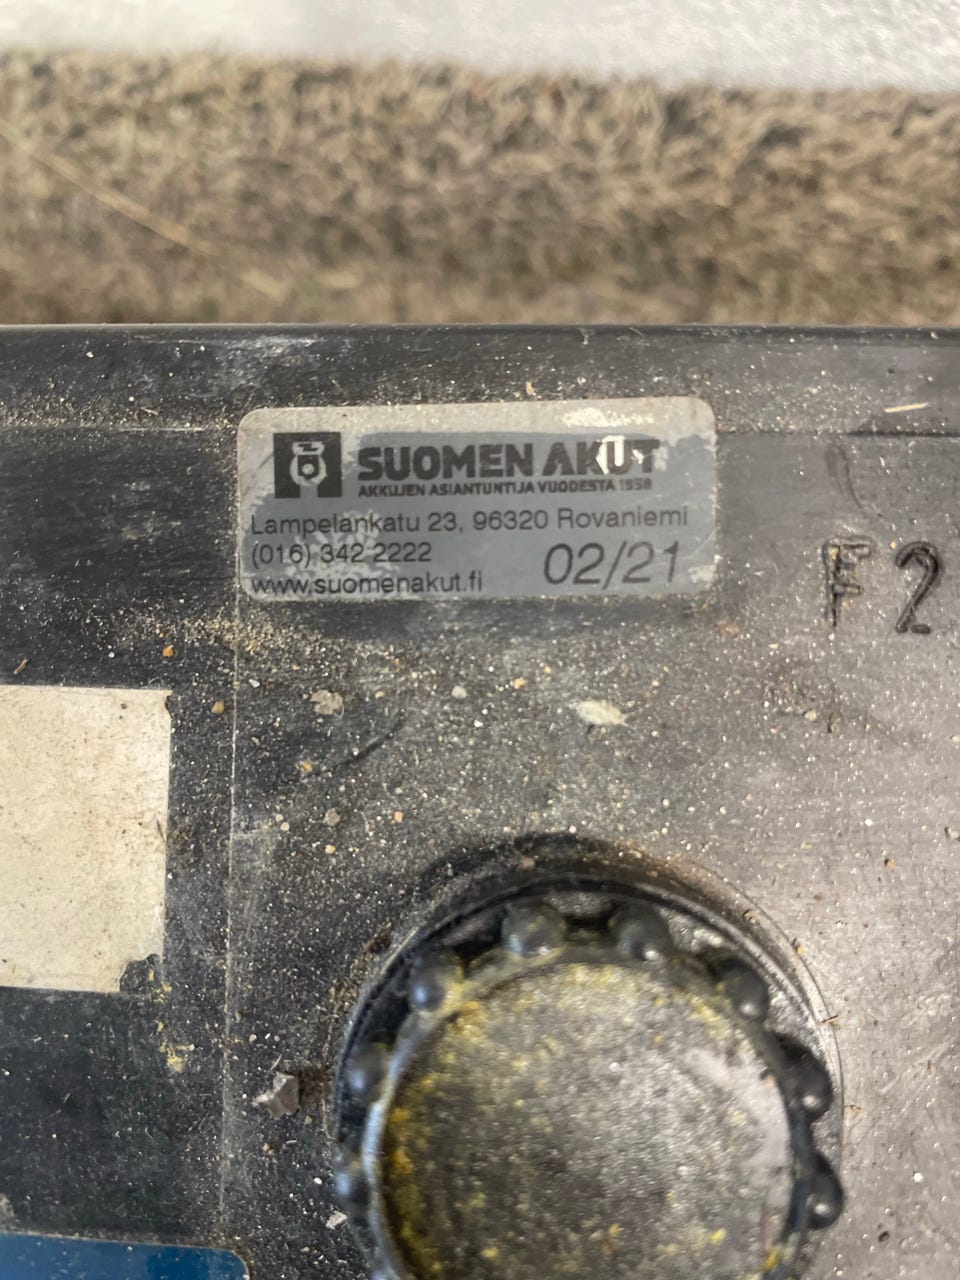 SUOMEN AKUT
AKKUJEN ASIANTUNTIJA VUODESTA 1958
Lampelankatu 23, 96320 Rovaniemi
(016) 342 2222
02/21
www.suomenakut.fi
F2